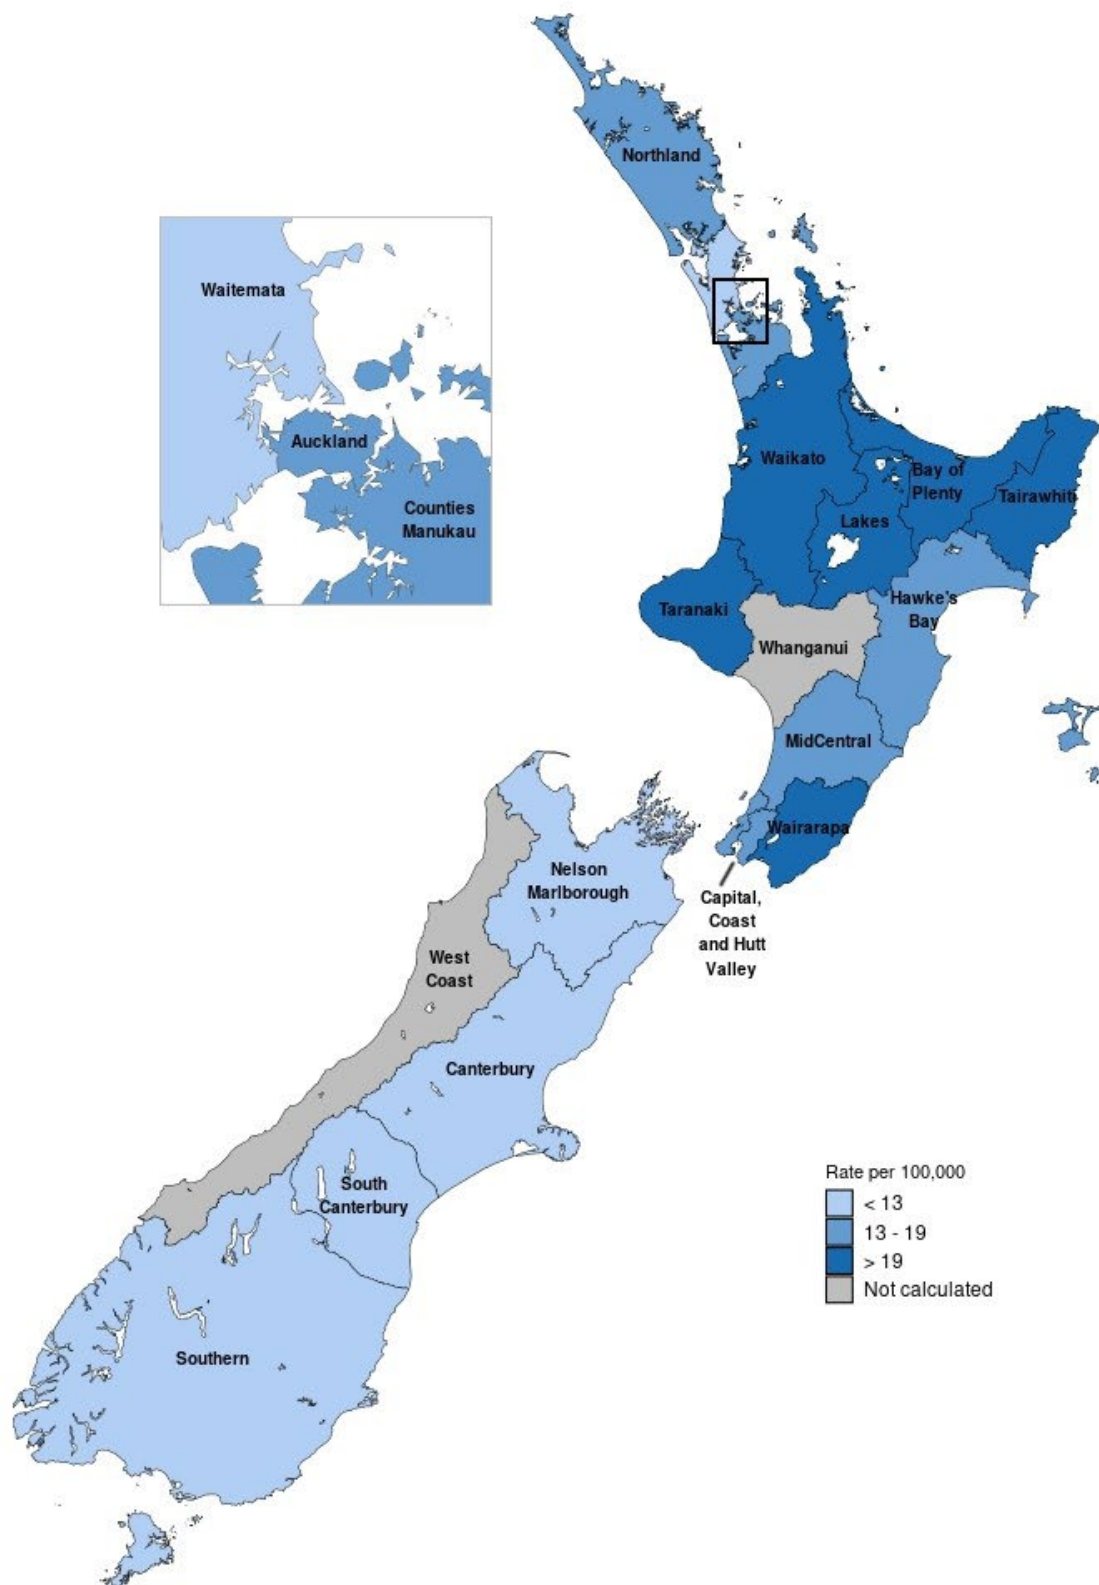 Northland
Waitemata
Auckland
Counties
Manukau
Waikato
Bay of
Plenty
Tairawhiti
Lakes
Hawke's
Bay
Taranaki
Whanganui
MidCentral
Wairarapa
Capital,
Coast
and Hutt
Valley
Nelson
Marlborough
West
Coast
Canterbury
South
Canterbury
Southern
Rate per 100,000
< 13
13 - 19
> 19
Not calculated